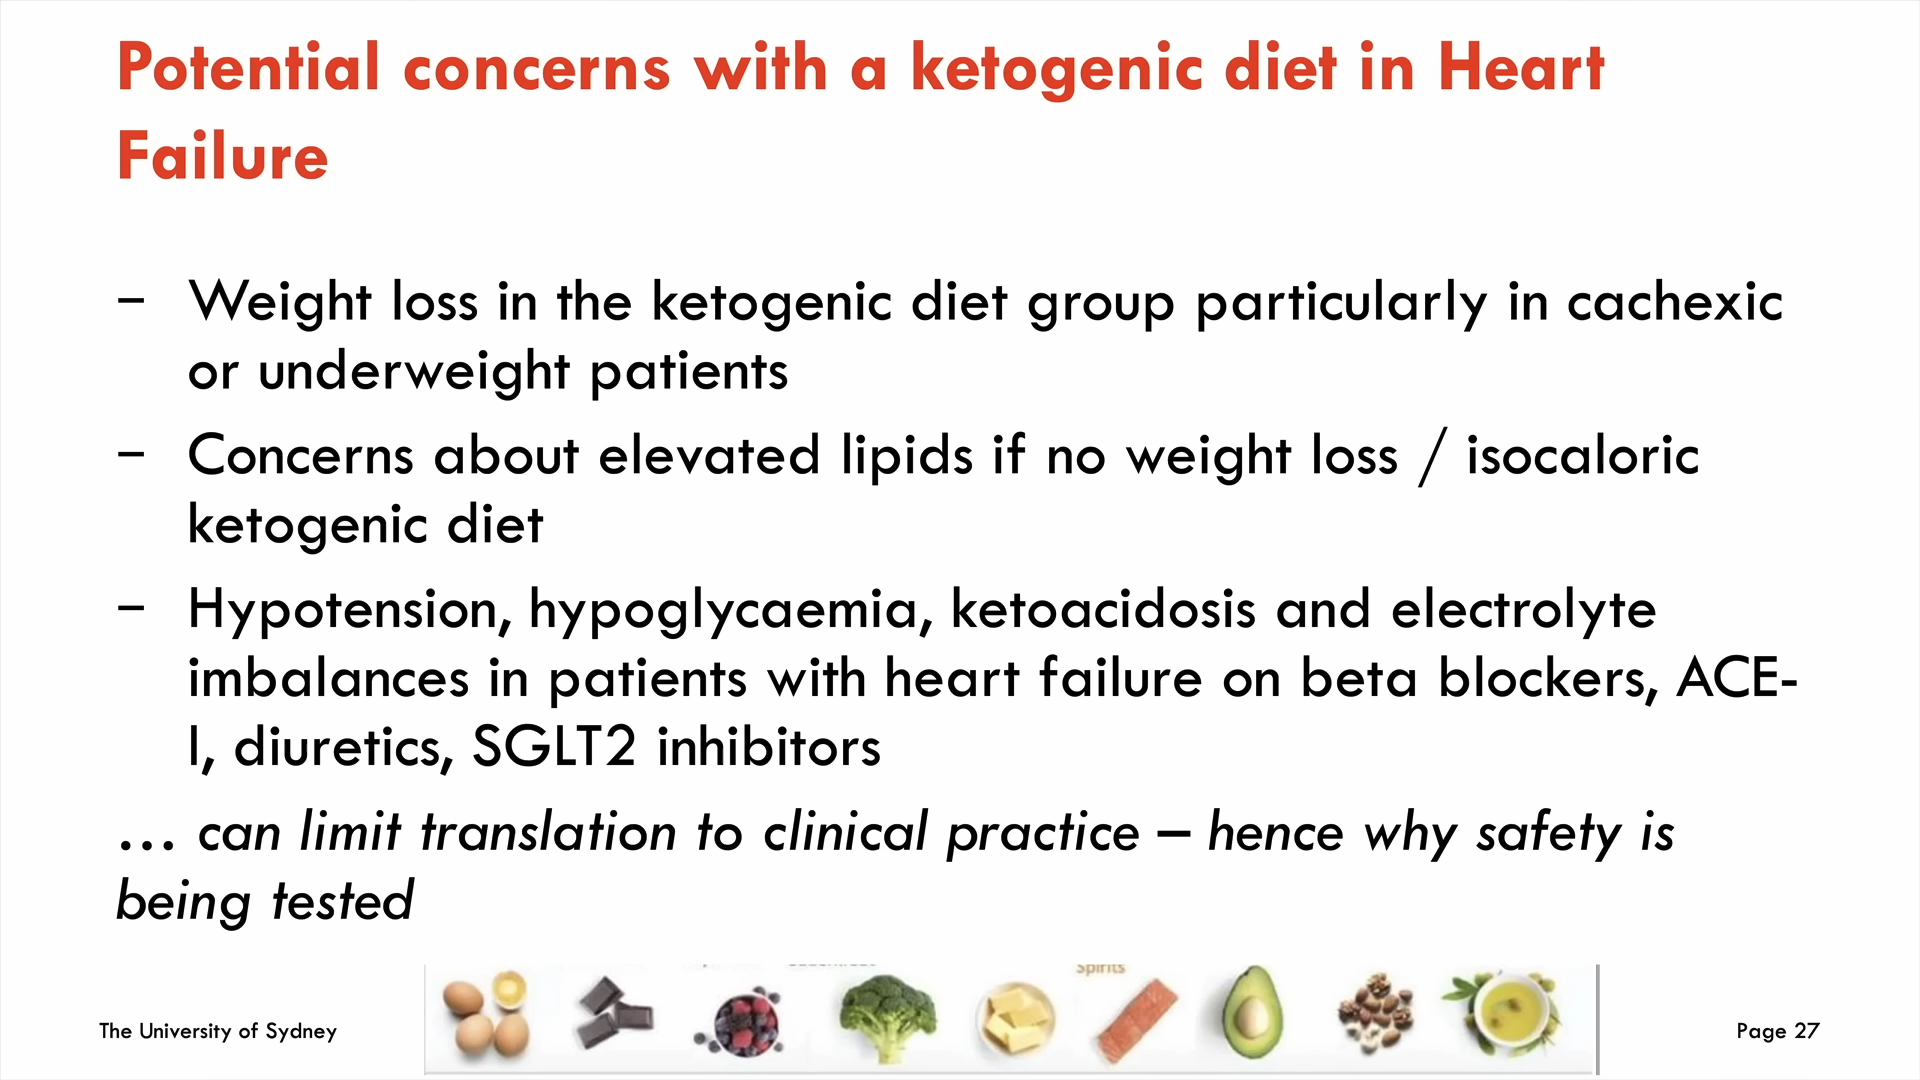 Potential concerns with a ketogenic diet in Heart
Failure
– Weight loss in the ketogenic diet group particularly in cachexic
or underweight patients
– Concerns about elevated lipids if no weight loss / isocaloric
ketogenic diet
– Hypotension, hypoglycaemia, ketoacidosis and electrolyte
imbalances in patients with heart failure on beta blockers, ACE-
I, diuretics, SGLT2 inhibitors
… can limit translation to clinical practice – hence why safety is
being tested
Spirits
The University of Sydney
Page 27